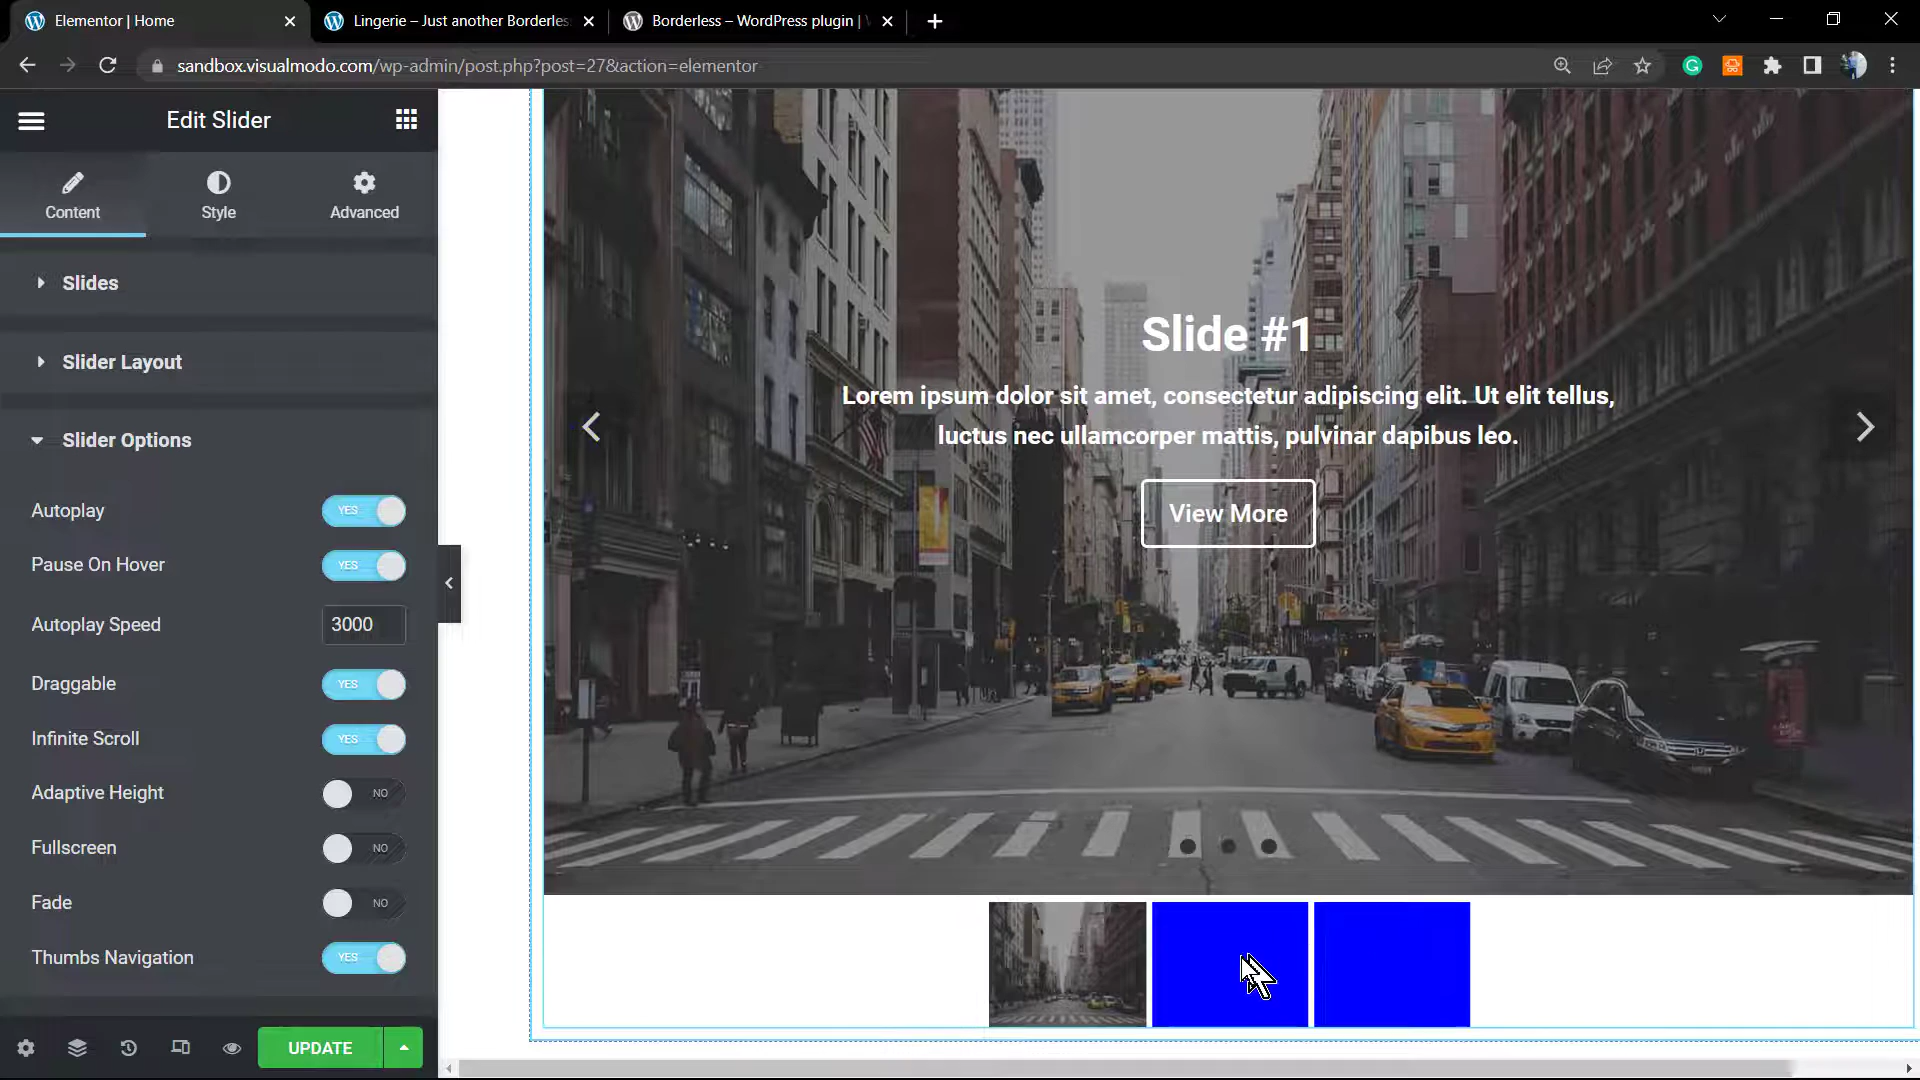 Elementor | Home
Lingerie – Just another Borderles
Borderless – WordPress plugin |
sandbox.visualmodo.com/wp-admin/post.php?post=27&action=elementor
Edit Slider
Content
Style
Advanced
Slides
Slider Layout
Slider Options
Autoplay
YES
Pause On Hover
YES
Autoplay Speed
3000
Draggable
YES
Infinite Scroll
YES
Adaptive Height
NO
Fullscreen
NO
Fade
NO
Thumbs Navigation
YES
UPDATE
Slide #1
Lorem ipsum dolor sit amet, consectetur adipiscing elit. Ut elit tellus,
luctus nec ullamcorper mattis, pulvinar dapibus leo.
View More